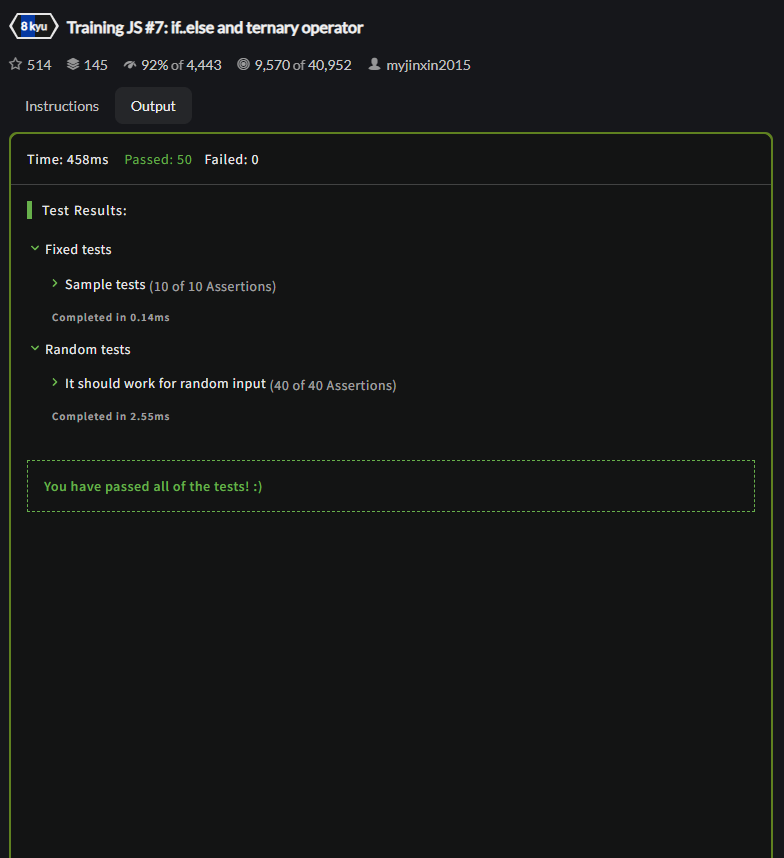 8 kyu Training JS #7: if..else and ternary operator
514 145 92% of 4,443 9,570 of 40,952 myjinxin2015
Instructions Output
Time: 458ms Passed: 50 Failed: 0
Test Results:
Fixed tests
Sample tests (10 of 10 Assertions)
Completed in 0.14ms
Random tests
It should work for random input (40 of 40 Assertions)
Completed in 2.55ms
You have passed all of the tests! :)